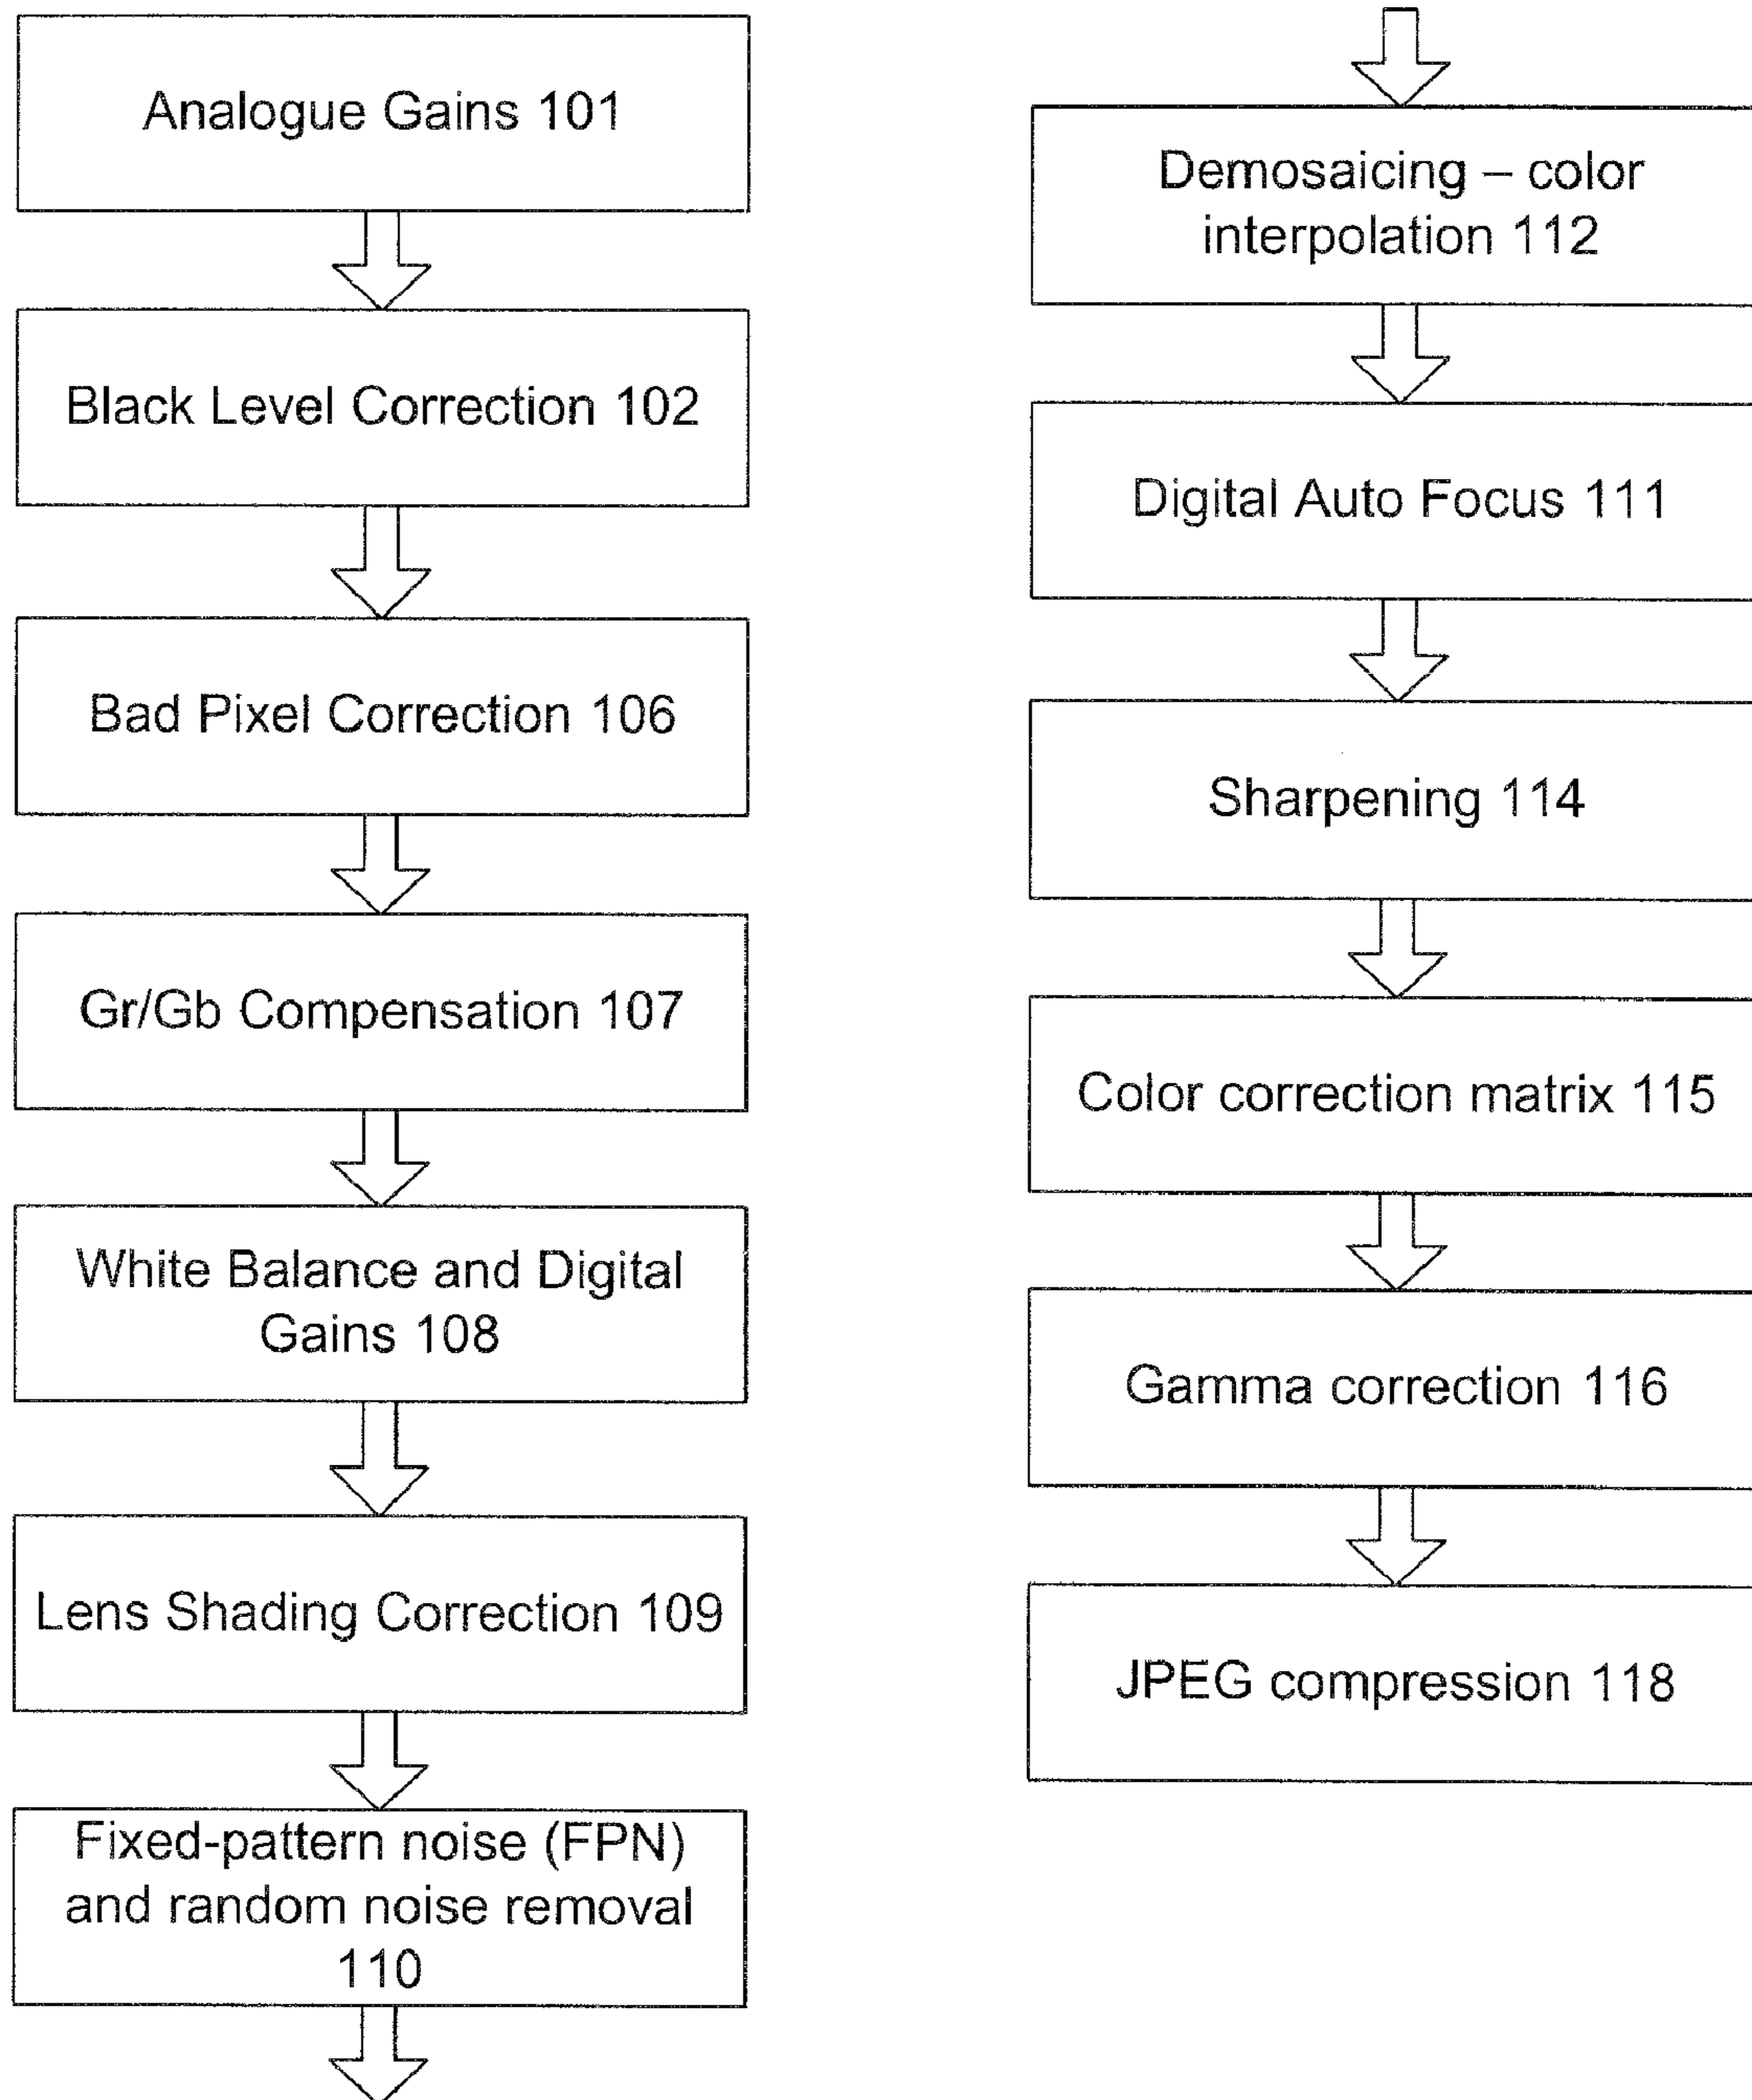 Analogue Gains 101
Black Level Correction 102
Bad Pixel Correction 106
Gr/Gb Compensation 107
White Balance and Digital
Gains 108
Lens Shading Correction 109
Fixed-pattern noise (FPN)
and random noise removal
110
Demosaicing – color
interpolation 112
Digital Auto Focus 111
Sharpening 114
Color correction matrix 115
Gamma correction 116
JPEG compression 118